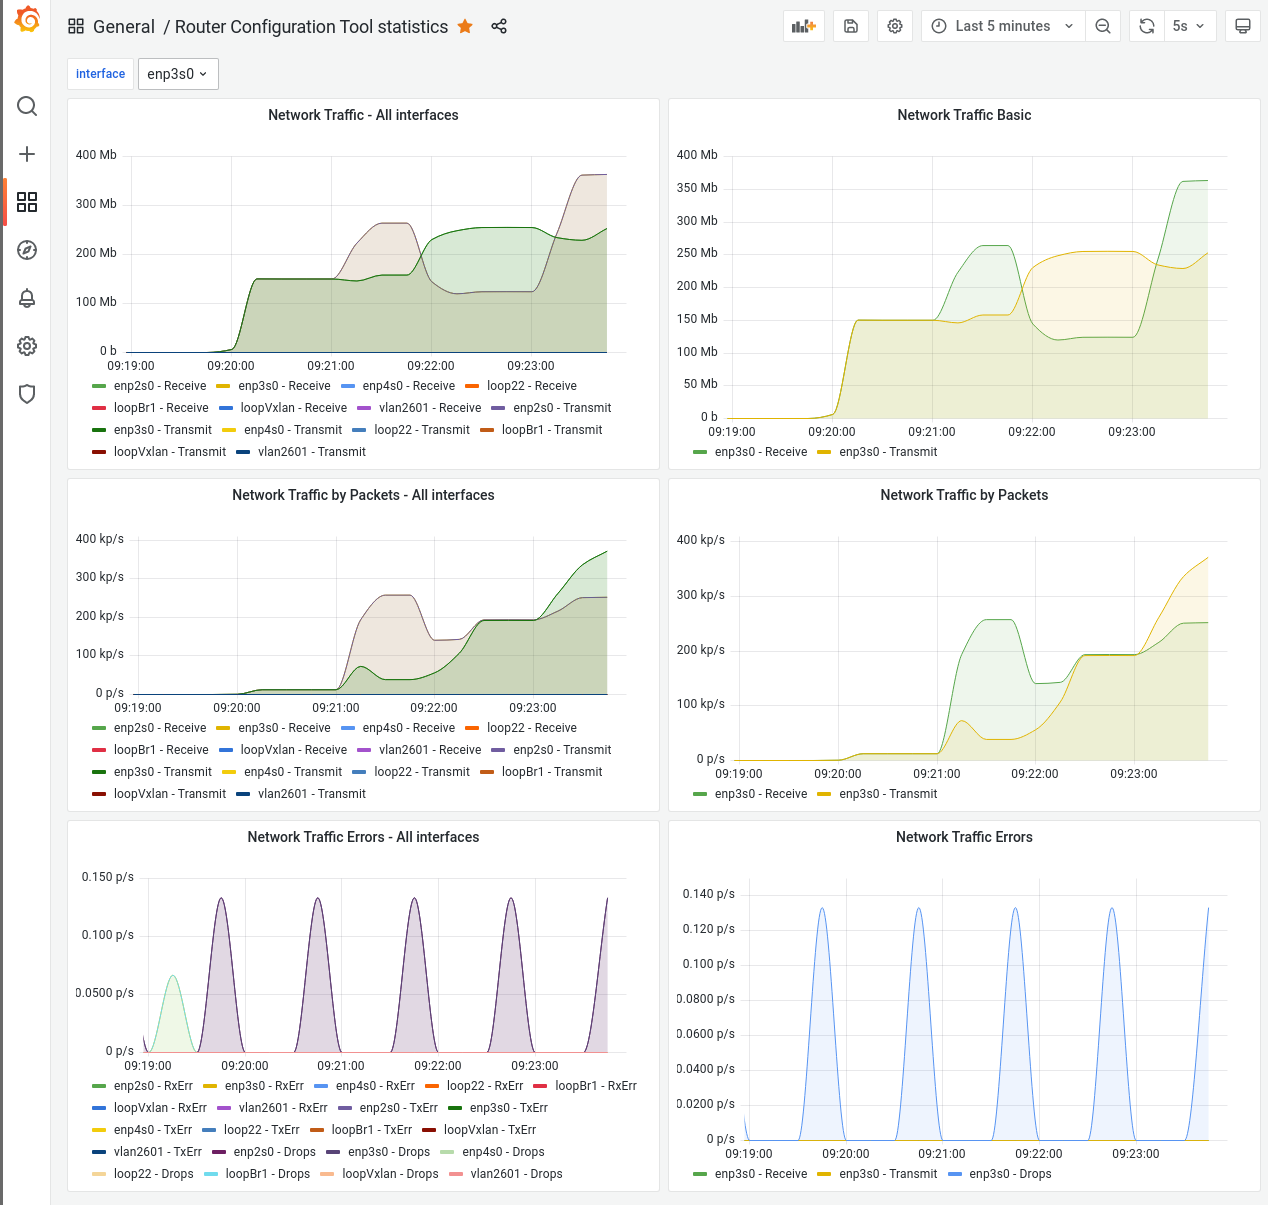 General / Router Configuration Tool statistics
Last 5 minutes
5s
interface
enp3s0
Network Traffic - All interfaces
400 Mb
300 Mb
200 Mb
100 Mb
0 b
09:19:00 09:20:00 09:21:00 09:22:00 09:23:00
enp2s0 - Receive enp3s0 - Receive enp4s0 - Receive loop22 - Receive
loopBr1 - Receive loopVxlan - Receive vlan2601 - Receive enp2s0 - Transmit
enp3s0 - Transmit enp4s0 - Transmit loop22 - Transmit loopBr1 - Transmit
loopVxlan - Transmit vlan2601 - Transmit
Network Traffic Basic
400 Mb
350 Mb
300 Mb
250 Mb
200 Mb
150 Mb
100 Mb
50 Mb
0 b
09:19:00 09:20:00 09:21:00 09:22:00 09:23:00
enp3s0 - Receive enp3s0 - Transmit
Network Traffic by Packets - All interfaces
400 kp/s
300 kp/s
200 kp/s
100 kp/s
0 p/s
09:19:00 09:20:00 09:21:00 09:22:00 09:23:00
enp2s0 - Receive enp3s0 - Receive enp4s0 - Receive loop22 - Receive
loopBr1 - Receive loopVxlan - Receive vlan2601 - Receive enp2s0 - Transmit
enp3s0 - Transmit enp4s0 - Transmit loop22 - Transmit loopBr1 - Transmit
loopVxlan - Transmit vlan2601 - Transmit
Network Traffic by Packets
400 kp/s
300 kp/s
200 kp/s
100 kp/s
0 p/s
09:19:00 09:20:00 09:21:00 09:22:00 09:23:00
enp3s0 - Receive enp3s0 - Transmit
Network Traffic Errors - All interfaces
0.150 p/s
0.100 p/s
0.0500 p/s
0 p/s
09:19:00 09:20:00 09:21:00 09:22:00 09:23:00
enp2s0 - RxErr enp3s0 - RxErr enp4s0 - RxErr loop22 - RxErr loopBr1 - RxErr
loopVxlan - RxErr vlan2601 - RxErr enp2s0 - TxErr enp3s0 - TxErr
enp4s0 - TxErr loop22 - TxErr loopBr1 - TxErr loopVxlan - TxErr
vlan2601 - TxErr enp2s0 - Drops enp3s0 - Drops enp4s0 - Drops
loop22 - Drops loopBr1 - Drops loopVxlan - Drops vlan2601 - Drops
Network Traffic Errors
0.140 p/s
0.120 p/s
0.100 p/s
0.0800 p/s
0.0600 p/s
0.0400 p/s
0.0200 p/s
0 p/s
09:19:00 09:20:00 09:21:00 09:22:00 09:23:00
enp3s0 - Receive enp3s0 - Transmit enp3s0 - Drops